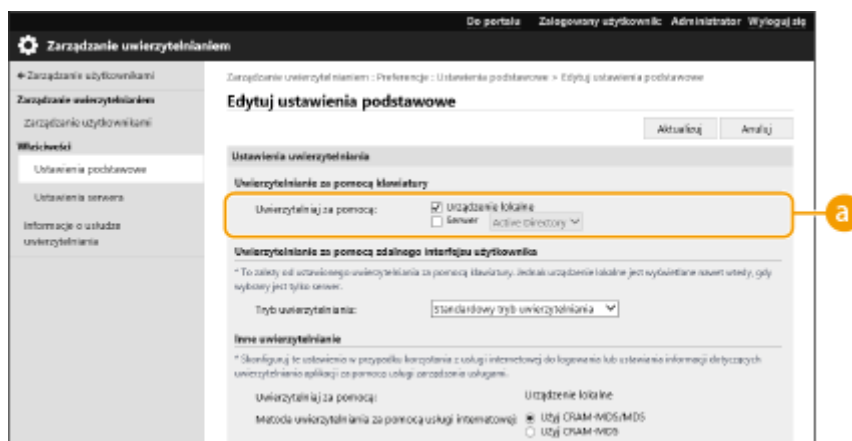 Do portalu Zalogowany użytkownik: Administrator Wyloguj się
Zarządzanie uwierzytelnianiem
Zarządzanie użytkownikami
Zarządzanie uwierzytelnianiem : Preferencje : Ustawienia podstawowe > Edytuj ustawienia podstawowe
Zarządzanie uwierzytelnianiem
Edytuj ustawienia podstawowe
Zarządzanie użytkownikami
Aktualizuj Anuluj
Właściwości
Ustawienia podstawowe
Ustawienia uwierzytelniania
Ustawienia serwera
Uwierzytelnianie za pomocą klawiatury
Informacje o usłudze
uwierzytelniania
Uwierzytelniaj za pomocą: Urządzenie lokalne
Serwer Active Directory
a
Uwierzytelnianie za pomocą zdalnego interfejsu użytkownika
* To zależy od ustawionego uwierzytelniania za pomocą klawiatury. Jednak urządzenie lokalne jest wyświetlane nawet wtedy, gdy
wybrany jest tylko serwer.
Tryb uwierzytelniania: Standardowy tryb uwierzytelniania
Inne uwierzytelnianie
* Skonfiguruj te ustawienia w przypadku korzystania z usługi internetowej do logowania lub ustawiania informacji dotyczących
uwierzytelniania aplikacji za pomocą usługi zarządzania usługami.
Uwierzytelniaj za pomocą: Urządzenie lokalne
Metoda uwierzytelniania za pomocą usługi internetowej: Użyj CRAM-MD5/MD5
Użyj CRAM-MD5